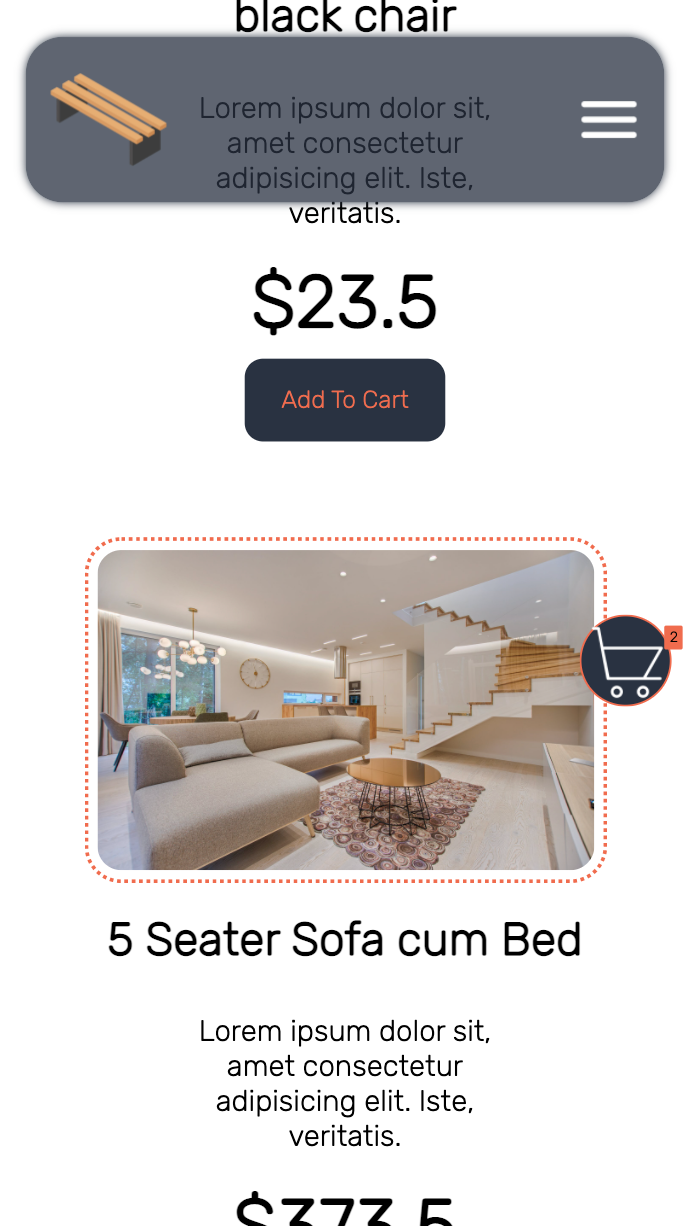 black chair
Lorem ipsum dolor sit,
amet consectetur
adipisicing elit. Iste,
veritatis.
$23.5
Add To Cart
2
5 Seater Sofa cum Bed
Lorem ipsum dolor sit,
amet consectetur
adipisicing elit. Iste,
veritatis.
$373.5